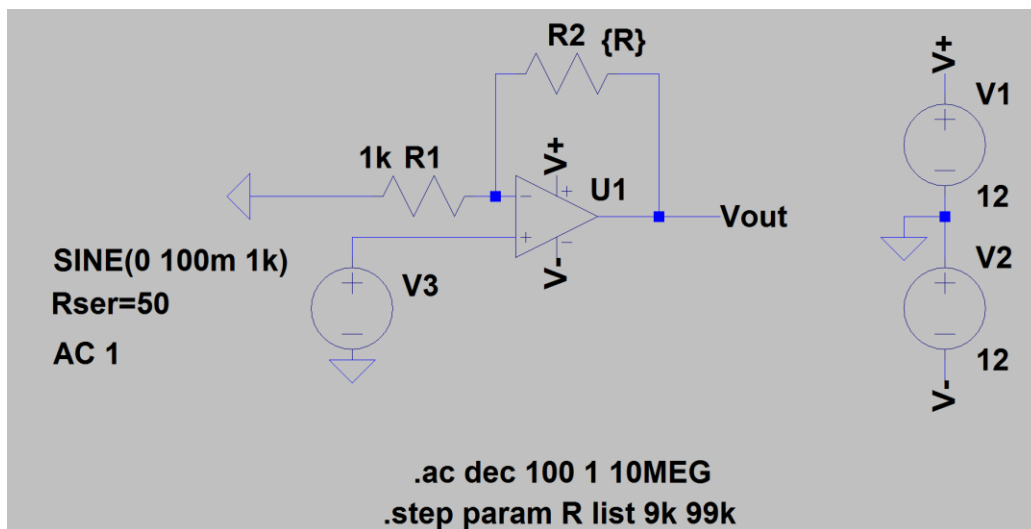 R2 {R}
V+
V1
1k R1
V+
U1
12
Vout
V2
SINE(0 100m 1k)
V3
V-
Rser=50
12
AC 1
V-
.ac dec 100 1 10MEG
.step param R list 9k 99k